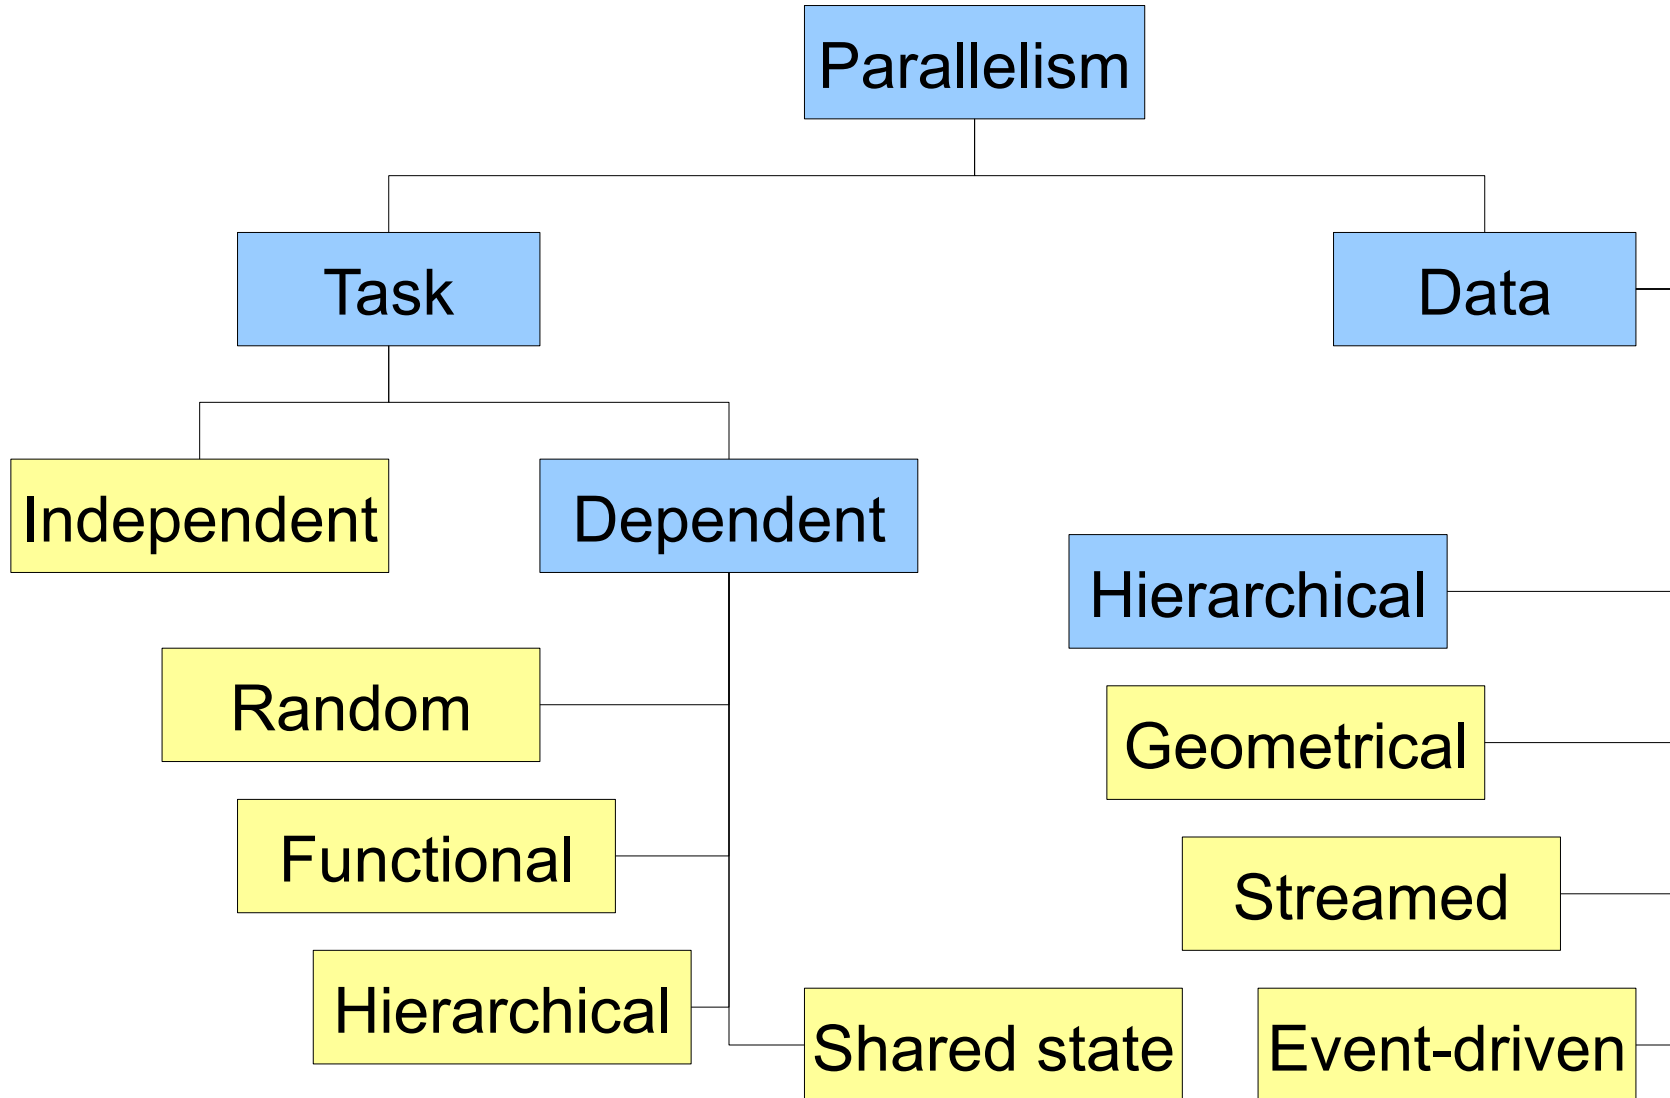 Parallelism
Task
Data
Independent
Dependent
Hierarchical
Random
Geometrical
Functional
Streamed
Hierarchical
Shared state
Event-driven